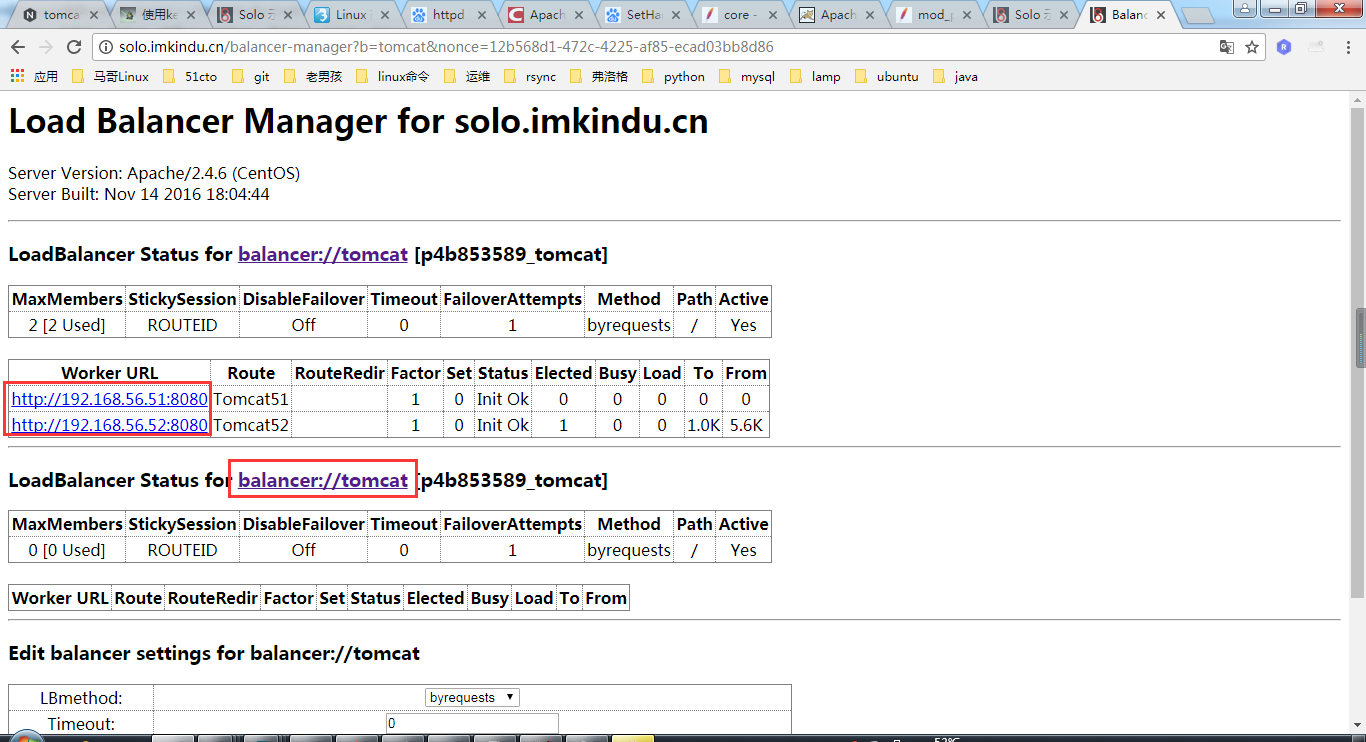 tomca
使用ke
Solo 示
Linux
httpd
Apach
SetHa
core -
Apach
mod_p
Solo 示
Balanc
solo.imkindu.cn/balancer-manager?b=tomcat&nonce=12b568d1-472c-4225-af85-ecad03bb8d86
应用 马哥Linux 51cto git 老男孩 linux命令 运维 rsync 弗洛格 python mysql lamp ubuntu java
Load Balancer Manager for solo.imkindu.cn
Server Version: Apache/2.4.6 (CentOS)
Server Built: Nov 14 2016 18:04:44
LoadBalancer Status for balancer://tomcat [p4b853589_tomcat]
MaxMembers StickySession DisableFailover Timeout FailoverAttempts Method Path Active
2 [2 Used] ROUTEID Off 0 1 byrequests / Yes
Worker URL Route RouteRedir Factor Set Status Elected Busy Load To From
http://192.168.56.51:8080 Tomcat51 1 0 Init Ok 0 0 0 0 0
http://192.168.56.52:8080 Tomcat52 1 0 Init Ok 1 0 0 1.0K 5.6K
LoadBalancer Status for balancer://tomcat [p4b853589_tomcat]
MaxMembers StickySession DisableFailover Timeout FailoverAttempts Method Path Active
0 [0 Used] ROUTEID Off 0 1 byrequests / Yes
Worker URL Route RouteRedir Factor Set Status Elected Busy Load To From
Edit balancer settings for balancer://tomcat
LBmethod: byrequests
Timeout: 0